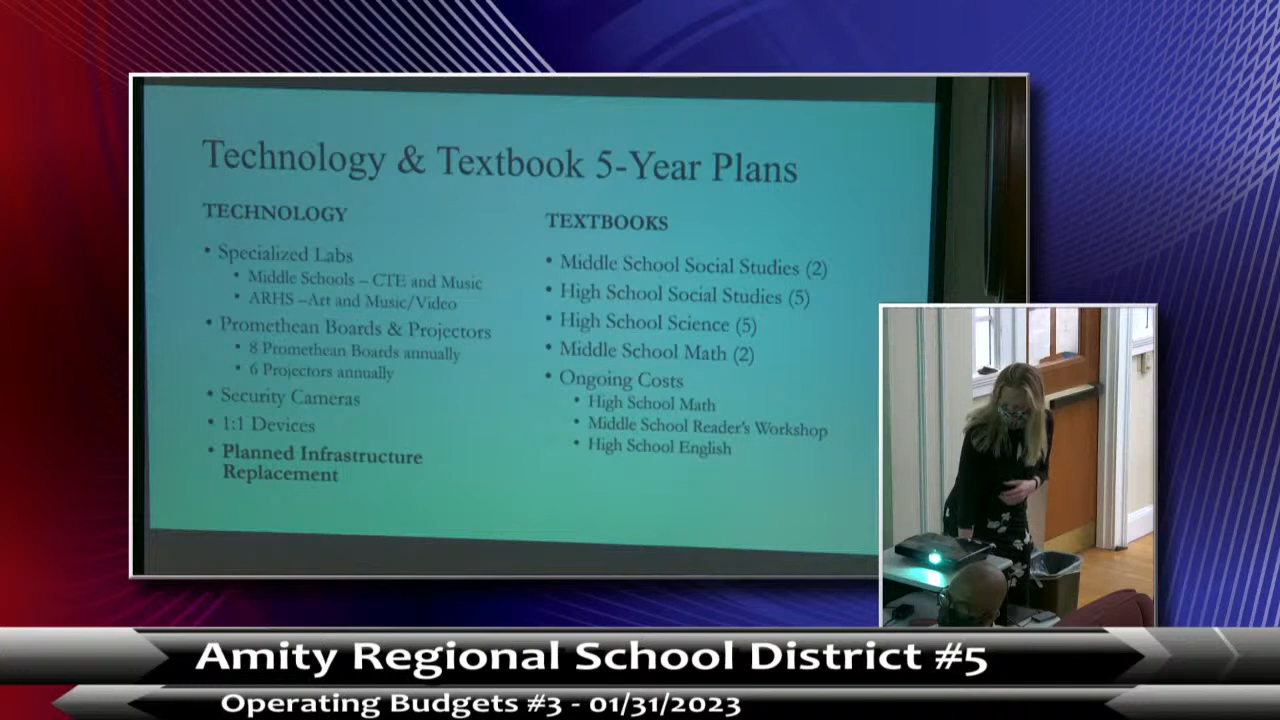 Technology & Textbook 5-Year Plans
TECHNOLOGY
• Specialized Labs
• Middle Schools – CTE and Music
• ARHS –Art and Music/Video
• Promethean Boards & Projectors
• 8 Promethean Boards annually
• 6 Projectors annually
• Security Cameras
• 1:1 Devices
• Planned Infrastructure
Replacement
TEXTBOOKS
• Middle School Social Studies (2)
• High School Social Studies (5)
• High School Science (5)
• Middle School Math (2)
• Ongoing Costs
• High School Math
• Middle School Reader's Workshop
• High School English
Amity Regional School District #5
Operating Budgets #3 - 01/31/2023